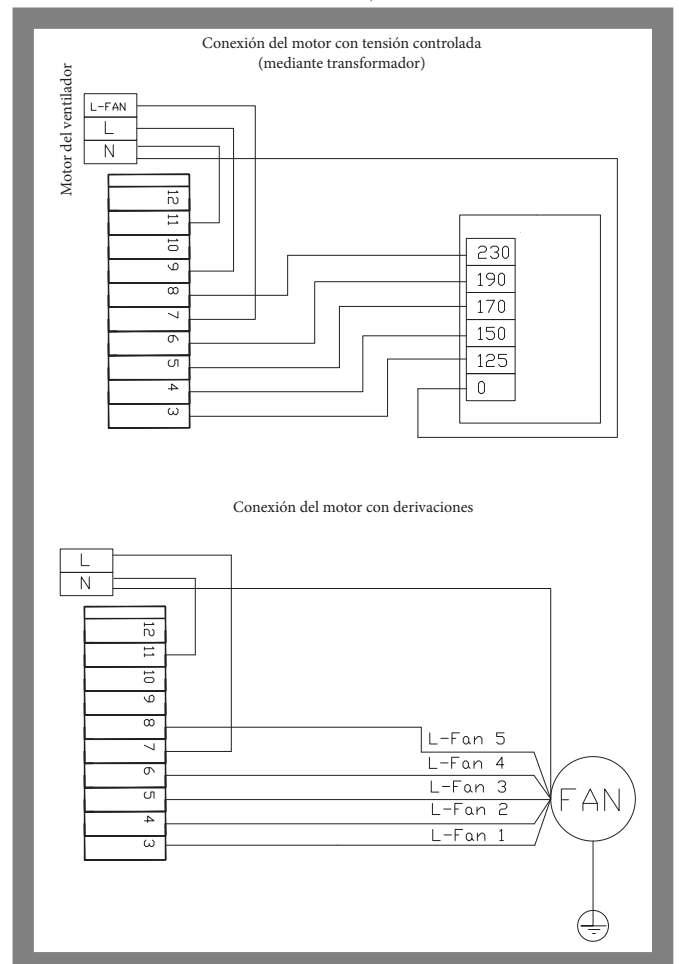 Conexión del motor con tensión controlada
(mediante transformador)
Motor del ventilador
L-FAN
L
N
12
11
10
9
8
7
6
5
4
3
230
190
170
150
125
0
Conexión del motor con derivaciones
L
N
12
11
10
9
8
7
6
5
4
3
L-Fan 5
L-Fan 4
L-Fan 3
L-Fan 2
L-Fan 1
FAN